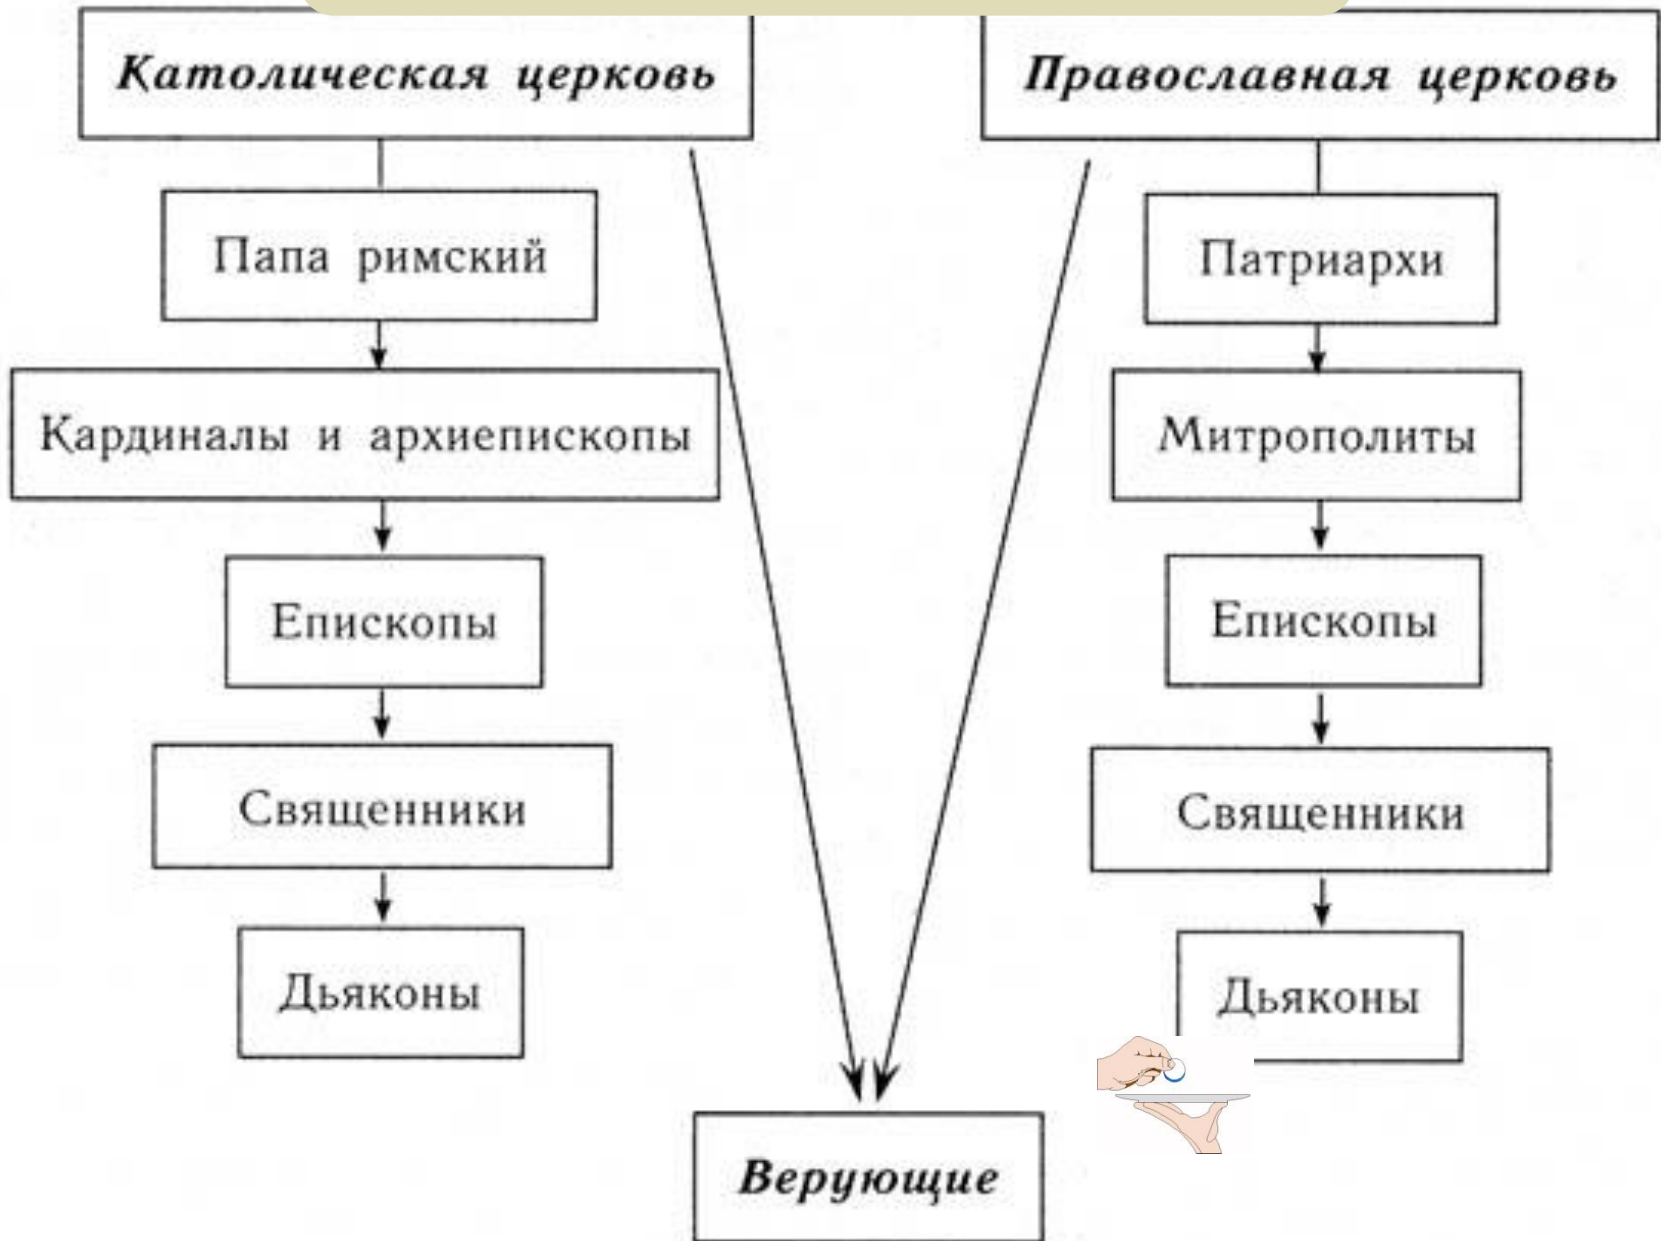 Католическая церковь
Папа римский
Кардиналы и архиепископы
Епископы
Священники
Дьяконы
Православная церковь
Патриархи
Митрополиты
Епископы
Священники
Дьяконы
Верующие